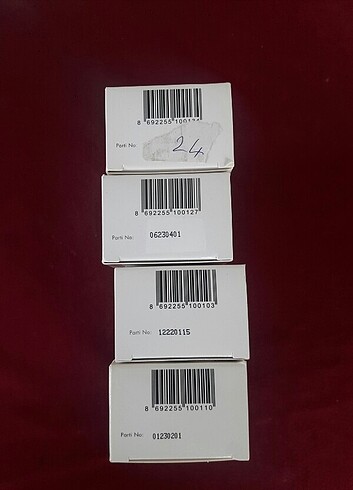 8 692255 100134
Parti No:
24
8 692255 100127
Parti No: 06230401
8 692255 100103
Parti No: 12220115
8 692255 100110
Parti No: 01230201